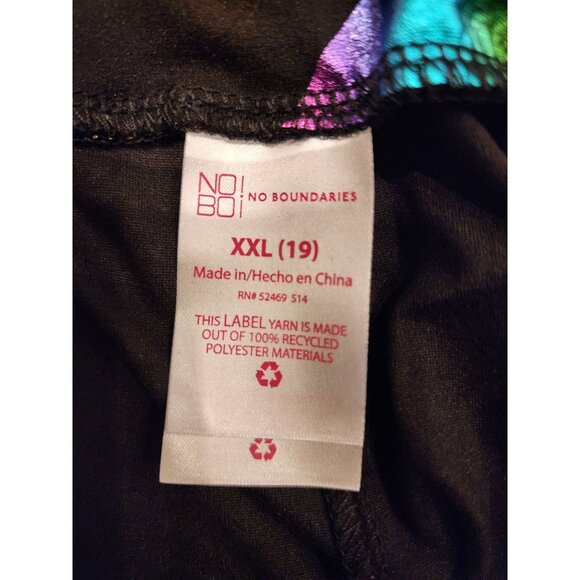 NO!
BO¡
NO BOUNDARIES
XXL (19)
Made in/Hecho en China
RN# 52469 S14
THIS LABEL YARN IS MADE
OUT OF 100% RECYCLED
POLYESTER MATERIALS